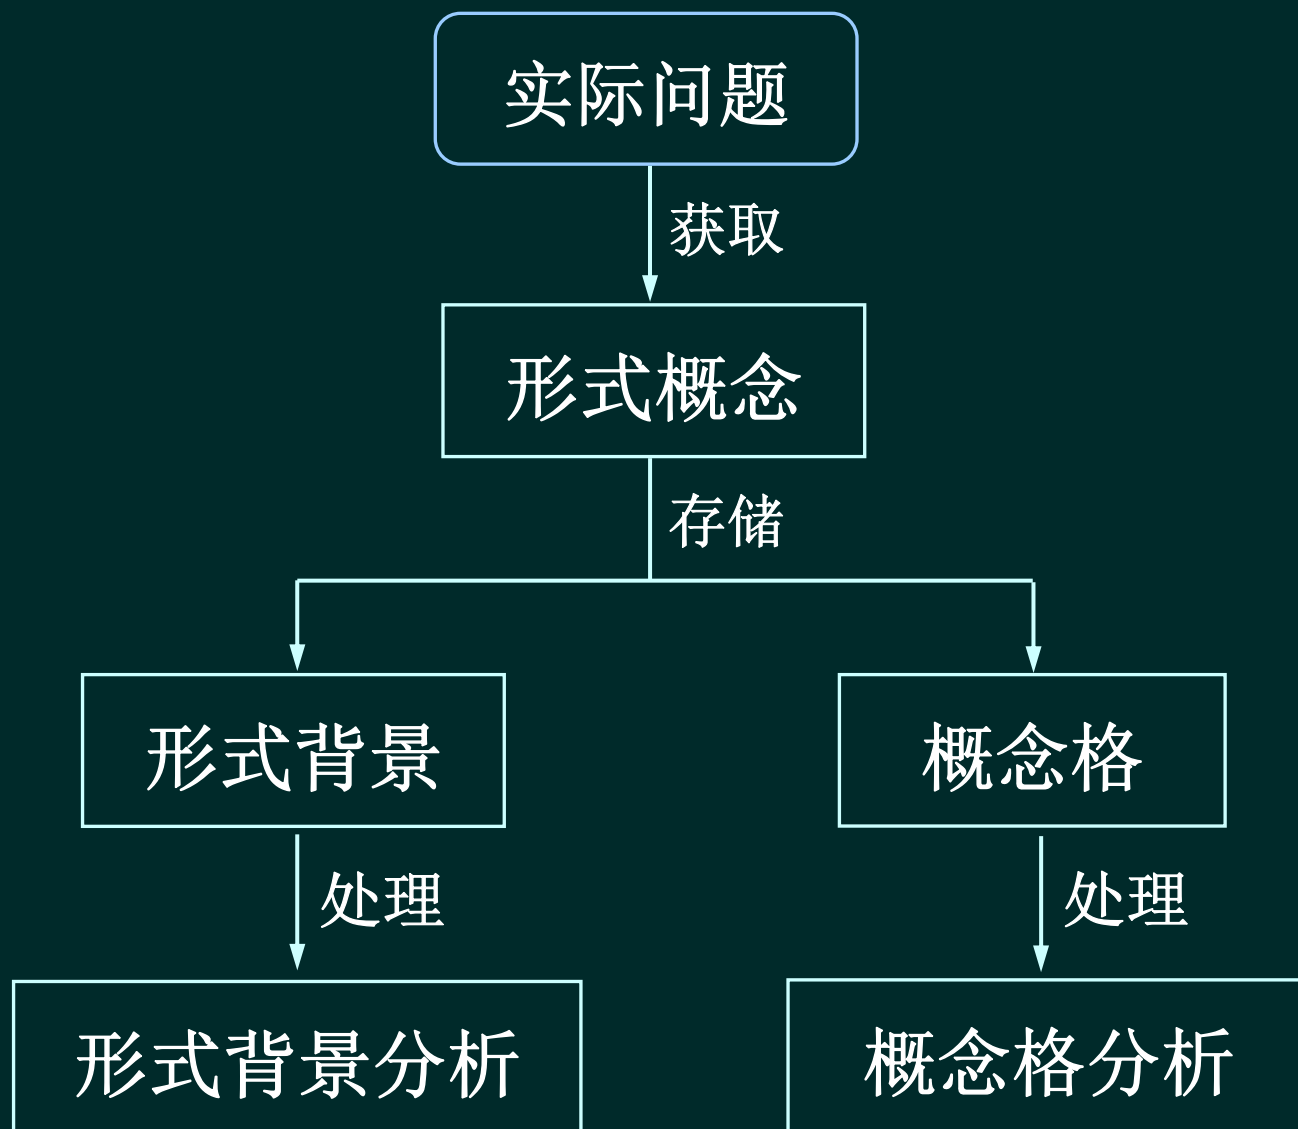 实际问题
获取
形式概念
存储
形式背景
概念格
处理
处理
形式背景分析
概念格分析